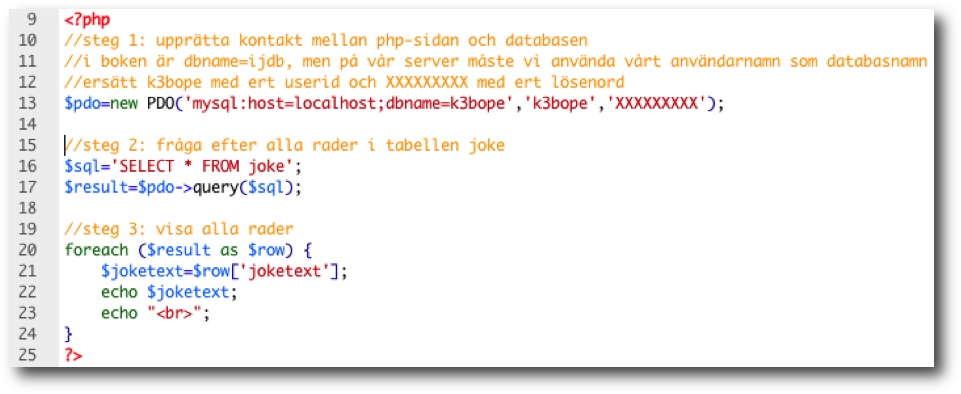 9 <?php
10 //steg 1: upprätta kontakt mellan php-sidan och databasen
11 //i boken är dbname=ijdb, men på vår server måste vi använda vårt användarnamn som databasnamn
12 //ersätt k3bope med ert userid och XXXXXXXXX med ert lösenord
13 $pdo=new PDO('mysql:host=localhost;dbname=k3bope','k3bope','XXXXXXXXX');
14
15 //steg 2: fråga efter alla rader i tabellen joke
16 $sql='SELECT * FROM joke';
17 $result=$pdo->query($sql);
18
19 //steg 3: visa alla rader
20 foreach ($result as $row) {
21     $joketext=$row['joketext'];
22     echo $joketext;
23     echo "<br>";
24 }
25 ?>